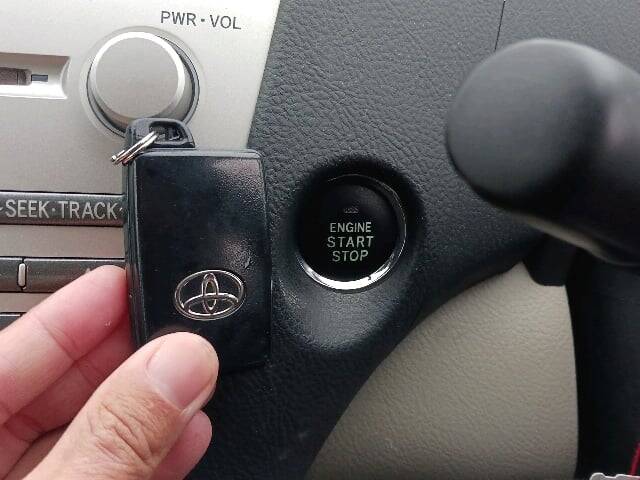 PWR·VOL
SEEK·TRACK
ENGINE
START
STOP